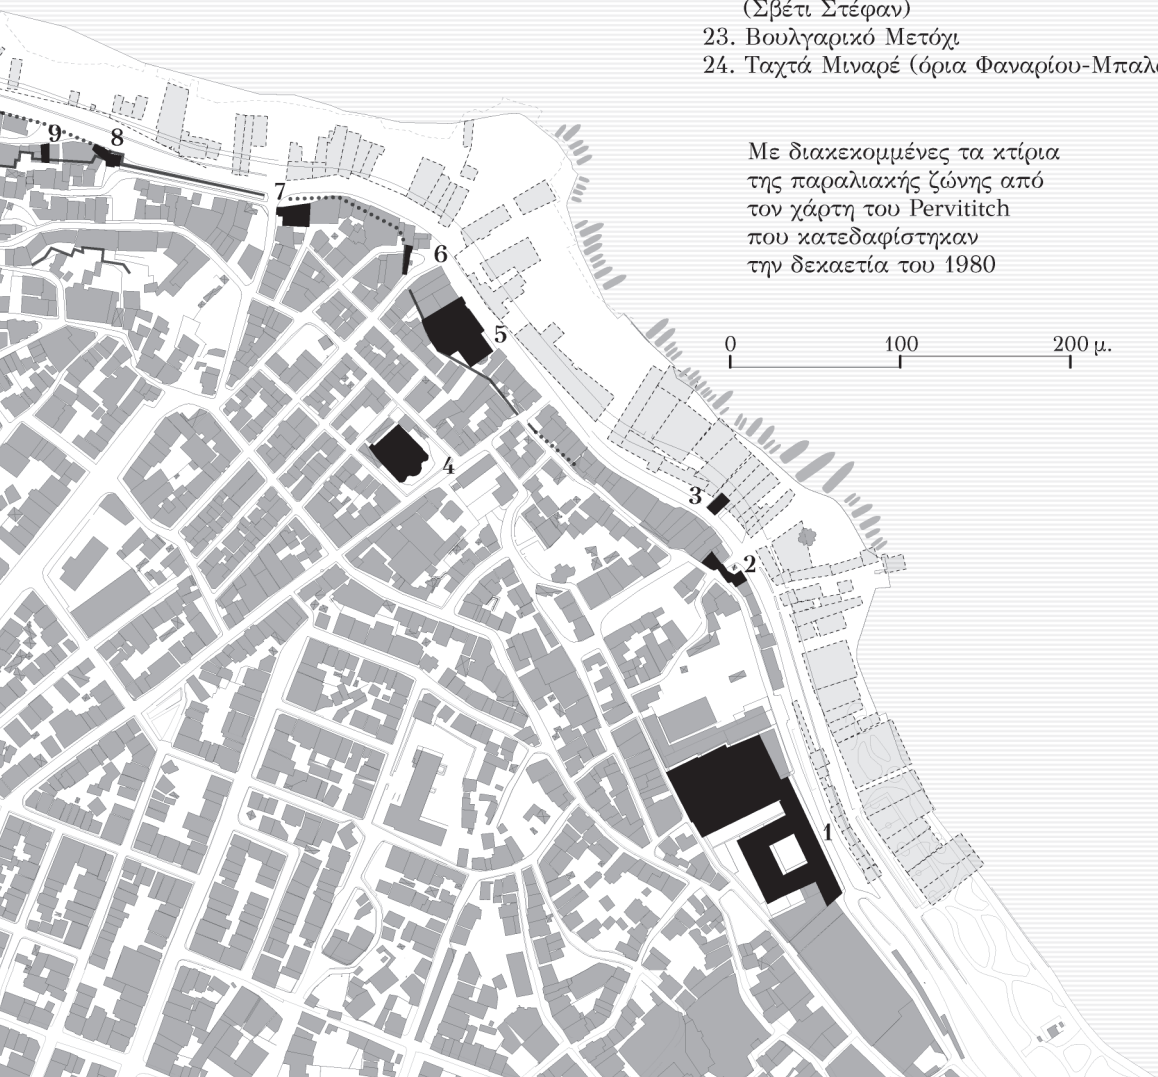 (Σβέτι Στέφαν)
23. Βουλγαρικό Μετόχι
24. Ταχτά Μιναρέ (όρια Φαναρίου-Μπαλ
Με διακεκομμένες τα κτίρια
της παραλιακής ζώνης από
τον χάρτη του Pervititch
που κατεδαφίστηκαν
την δεκαετία του 1980
0 100 200 μ.
9
8
7
6
5
4
3
2
1